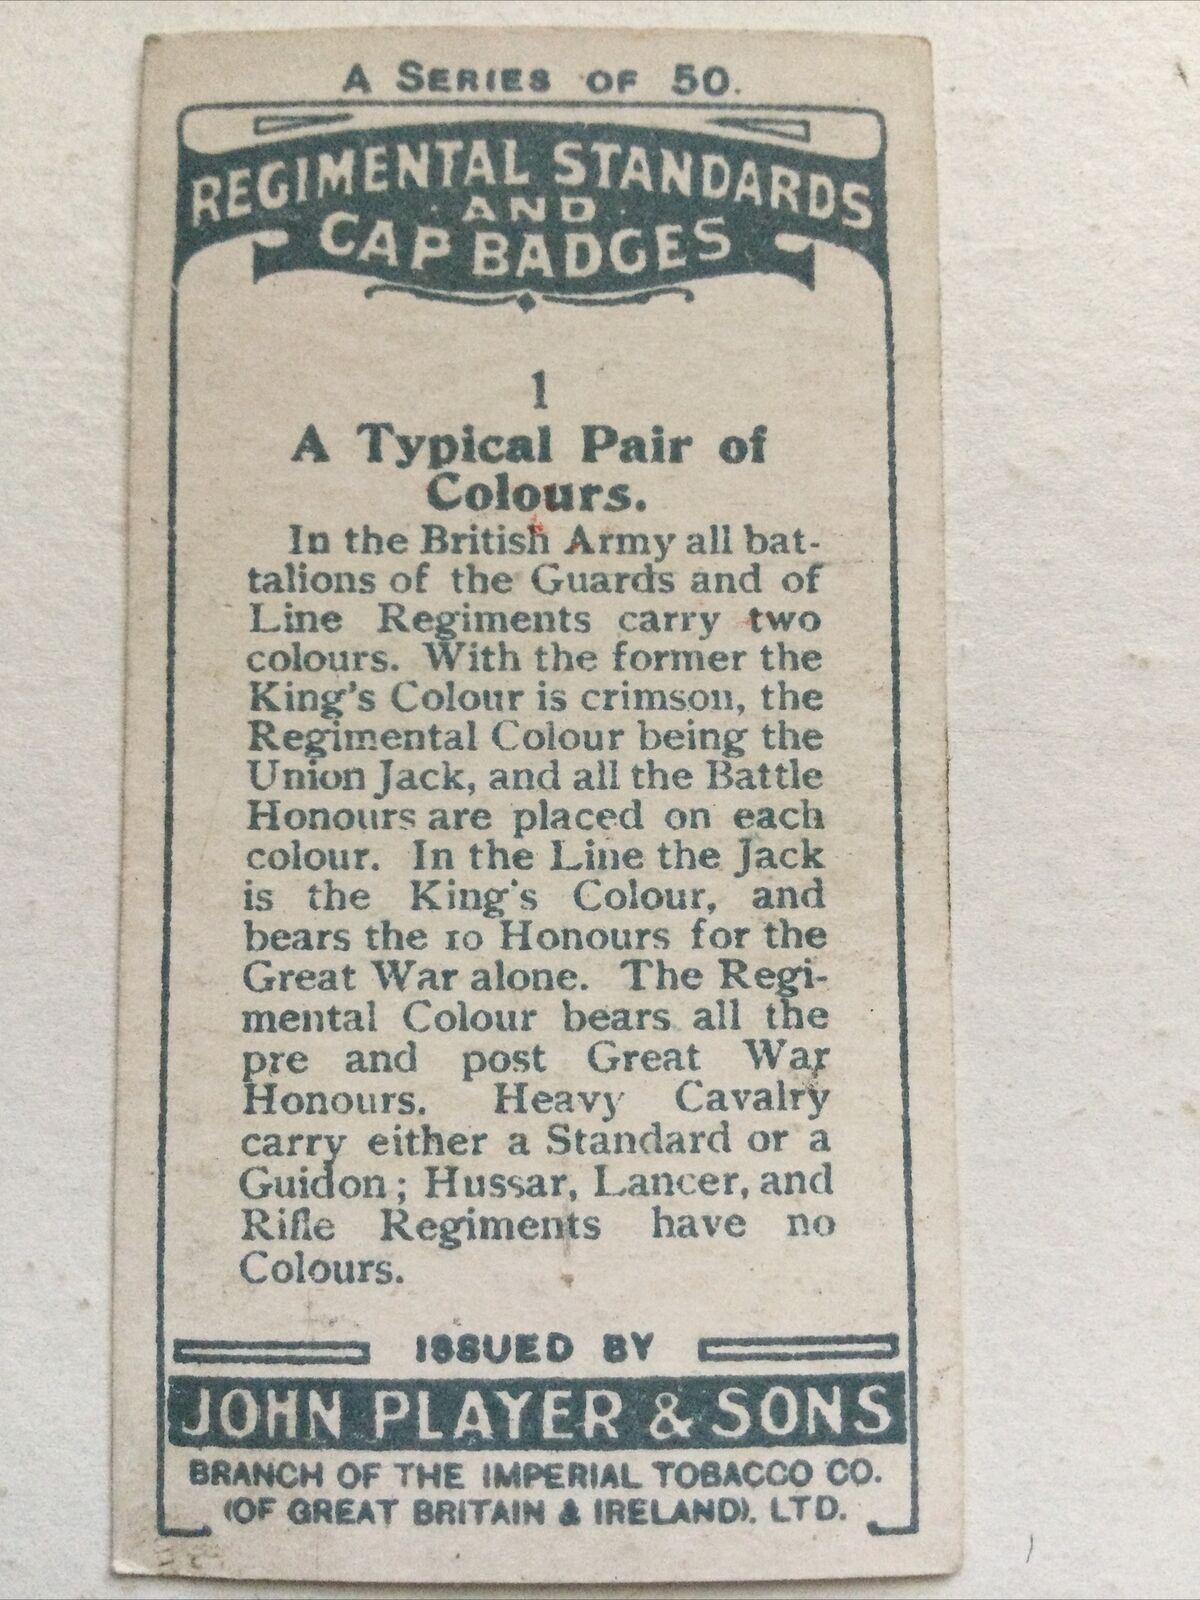 A SERIES OF 50.
REGIMENTAL STANDARDS
AND
CAP BADGES
1
A Typical Pair of
Colours.
In the British Army all bat-
talions of the Guards and of
Line Regiments carry two
colours. With the former the
King's Colour is crimson, the
Regimental Colour being the
Union Jack, and all the Battle
Honours are placed on each
colour. In the Line the Jack
is the King's Colour, and
bears the 10 Honours for the
Great War alone. The Regi-
mental Colour bears all the
pre and post Great War
Honours. Heavy Cavalry
carry either a Standard or a
Guidon; Hussar, Lancer, and
Rifle Regiments have no
Colours.
ISSUED BY
JOHN PLAYER & SONS
BRANCH OF THE IMPERIAL TOBACCO CO.
(OF GREAT BRITAIN & IRELAND), LTD.